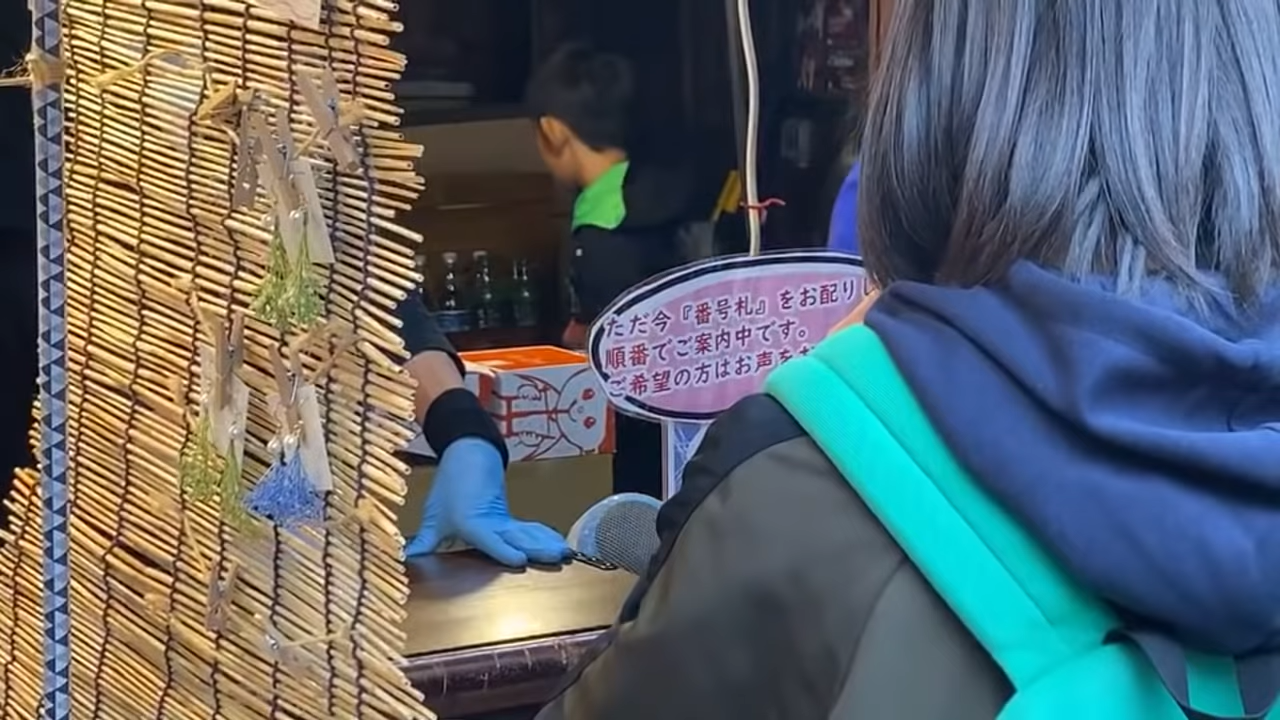 ただ今『番号札』をお配りし
順番でご案内中です。
ご希望の方はお声をお